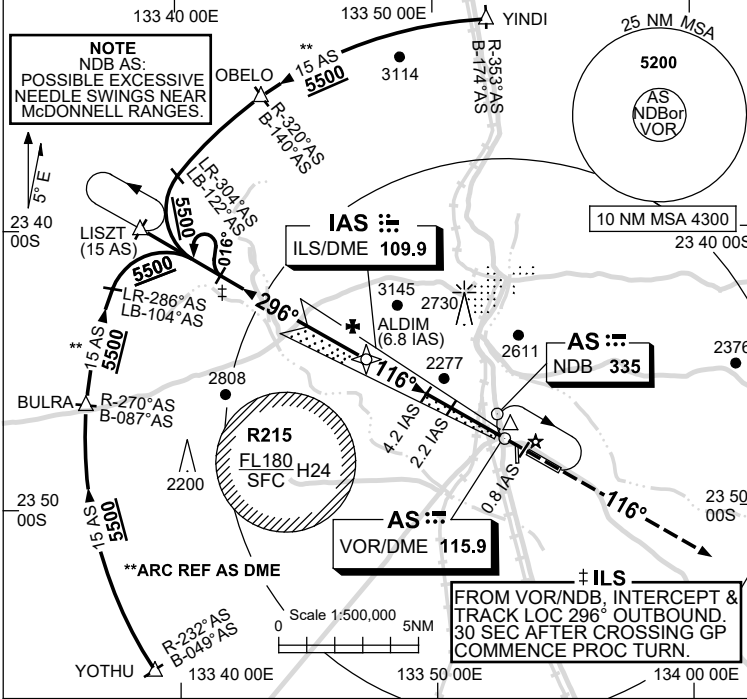 133 40 00E
133 50 00E
YINDI
25 NM MSA
5200
AS
NDBor
VOR
10 NM MSA 4300
NOTE
NDB AS:
POSSIBLE EXCESSIVE
NEEDLE SWINGS NEAR
McDONNELL RANGES.
5° E
**
15 AS
5500
3114
R-353°AS
B-174°AS
OBELO
R-320°AS
B-140°AS
LR-304°AS
LB-122°AS
5500
23 40
00S
LISZT
(15 AS)
23 40 00S
016°
‡
IAS
ILS/DME 109.9
5500
LR-286°AS
LB-104°AS
296°
3145
ALDIM
(6.8 IAS)
2730
2611
2376
**
15 AS
5500
BULRA
R-270°AS
B-087°AS
2808
116°
2277
AS
NDB 335
4.2 IAS
2.2 IAS
0.8 IAS
R215
FL180
SFC
H24
2200
23 50
00S
23 50
00S
116°
15 AS
5500
AS
VOR/DME 115.9
**ARC REF AS DME
‡ ILS
FROM VOR/NDB, INTERCEPT &
TRACK LOC 296° OUTBOUND.
30 SEC AFTER CROSSING GP
COMMENCE PROC TURN.
Scale 1:500,000
0 5NM
R-232°AS
B-049°AS
YOTHU
133 40 00E
133 50 00E
134 00 00E